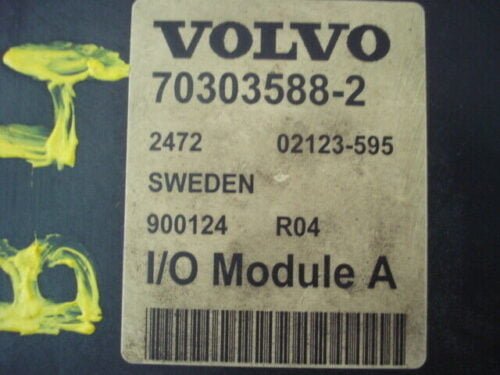 VOLVO
70303588-2
2472 02123-595
SWEDEN
900124 R04
I/O Module A